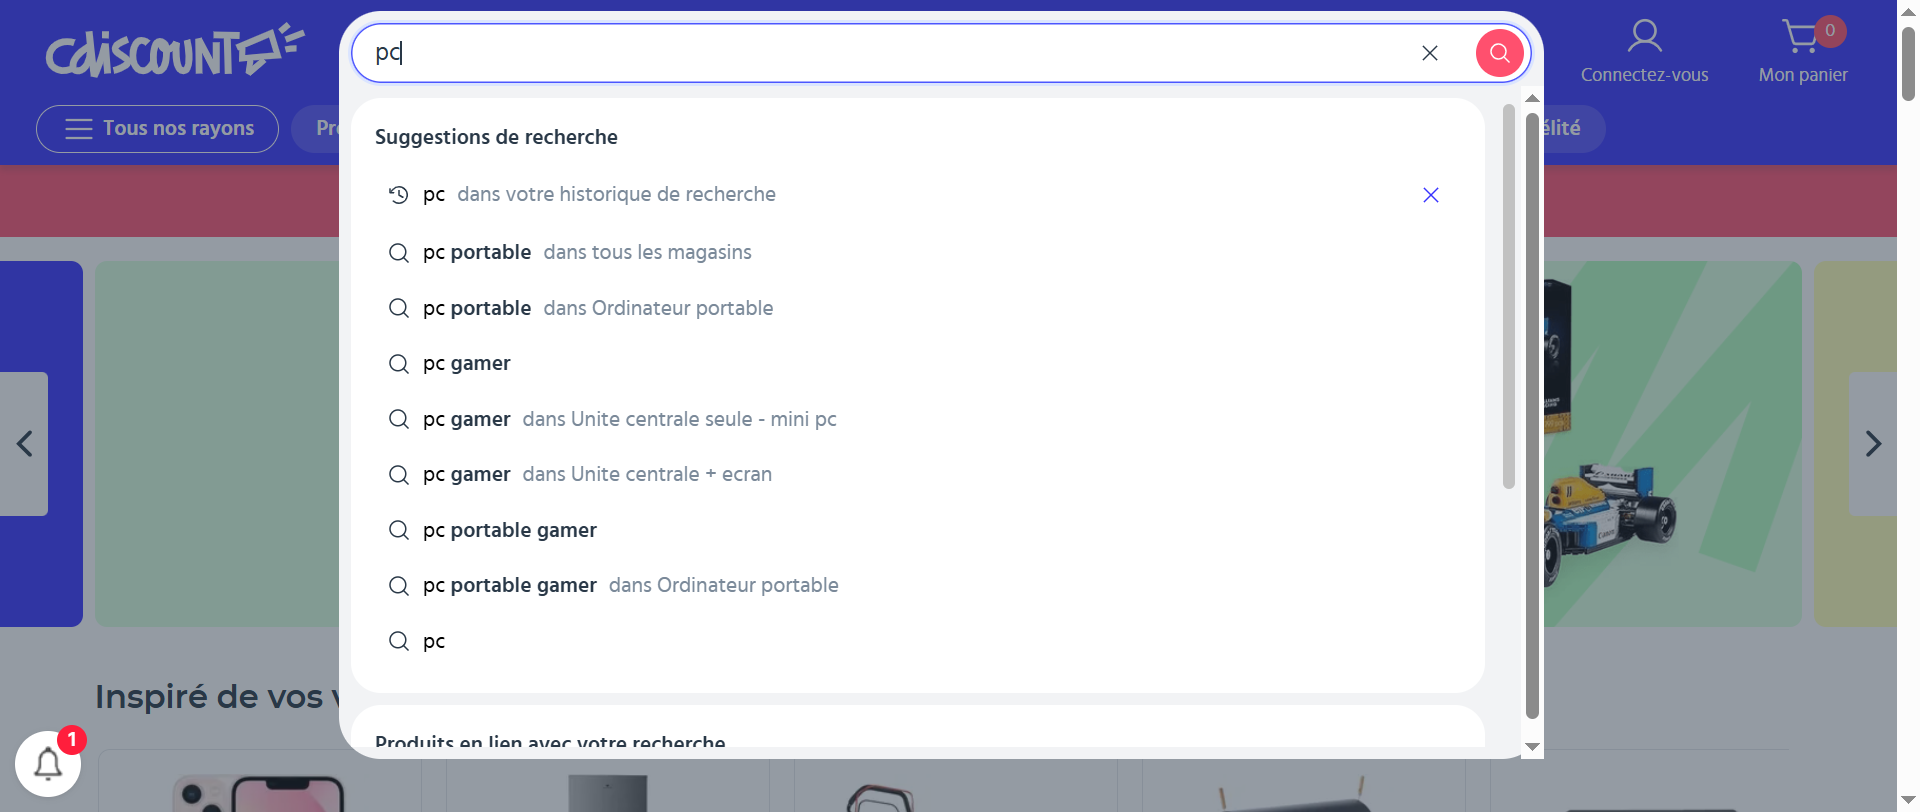 cdiscount
pc
Connectez-vous
0
Mon panier
Tous nos rayons
Suggestions de recherche
pc dans votre historique de recherche
pc portable dans tous les magasins
pc portable dans Ordinateur portable
pc gamer
pc gamer dans Unite centrale seule - mini pc
pc gamer dans Unite centrale + ecran
pc portable gamer
pc portable gamer dans Ordinateur portable
pc
Inspiré de vos
Produits en lien avec votre recherche
1